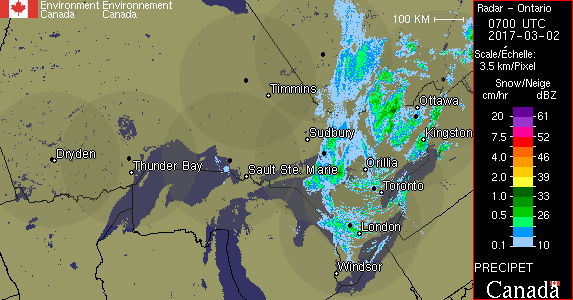 Environment Environnement
Canada Canada
100 KM
Timmins
Ottawa
Sudbury
Kingston
Dryden
Thunder Bay
Sault Ste. Marie
Orillia
Toronto
London
Windsor
Radar - Ontario
0700 UTC
2017-03-02
Scale/Échelle:
3.5 km/Pixel
Snow/Neige
cm/hr dBZ
20 61
7.5 52
4.0 46
2.0 39
1.0 33
0.5 26
0.1 10
PRECIPET
Canada